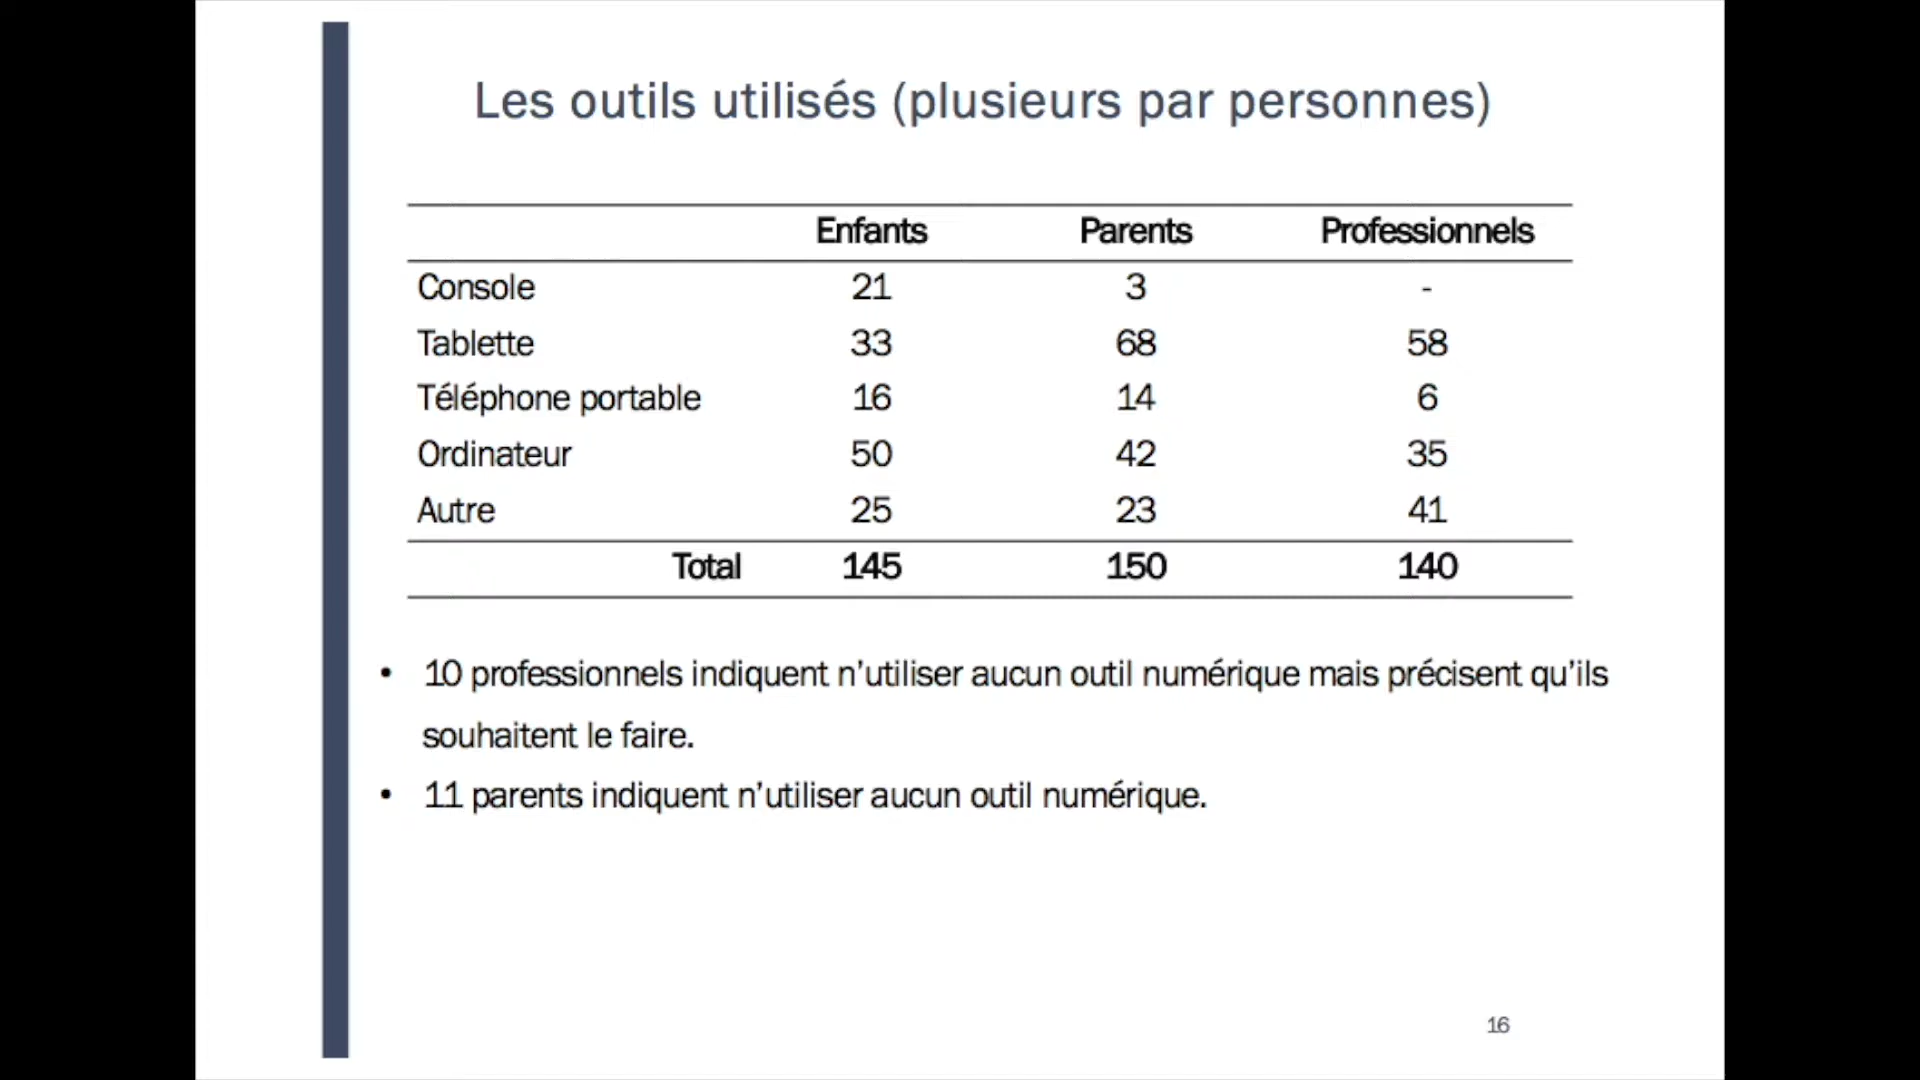 Les outils utilisés (plusieurs par personnes)
Enfants Parents Professionnels
Console 21 3 -
Tablette 33 68 58
Téléphone portable 16 14 6
Ordinateur 50 42 35
Autre 25 23 41
Total 145 150 140
• 10 professionnels indiquent n’utiliser aucun outil numérique mais précisent qu’ils
souhaitent le faire.
• 11 parents indiquent n’utiliser aucun outil numérique.
16